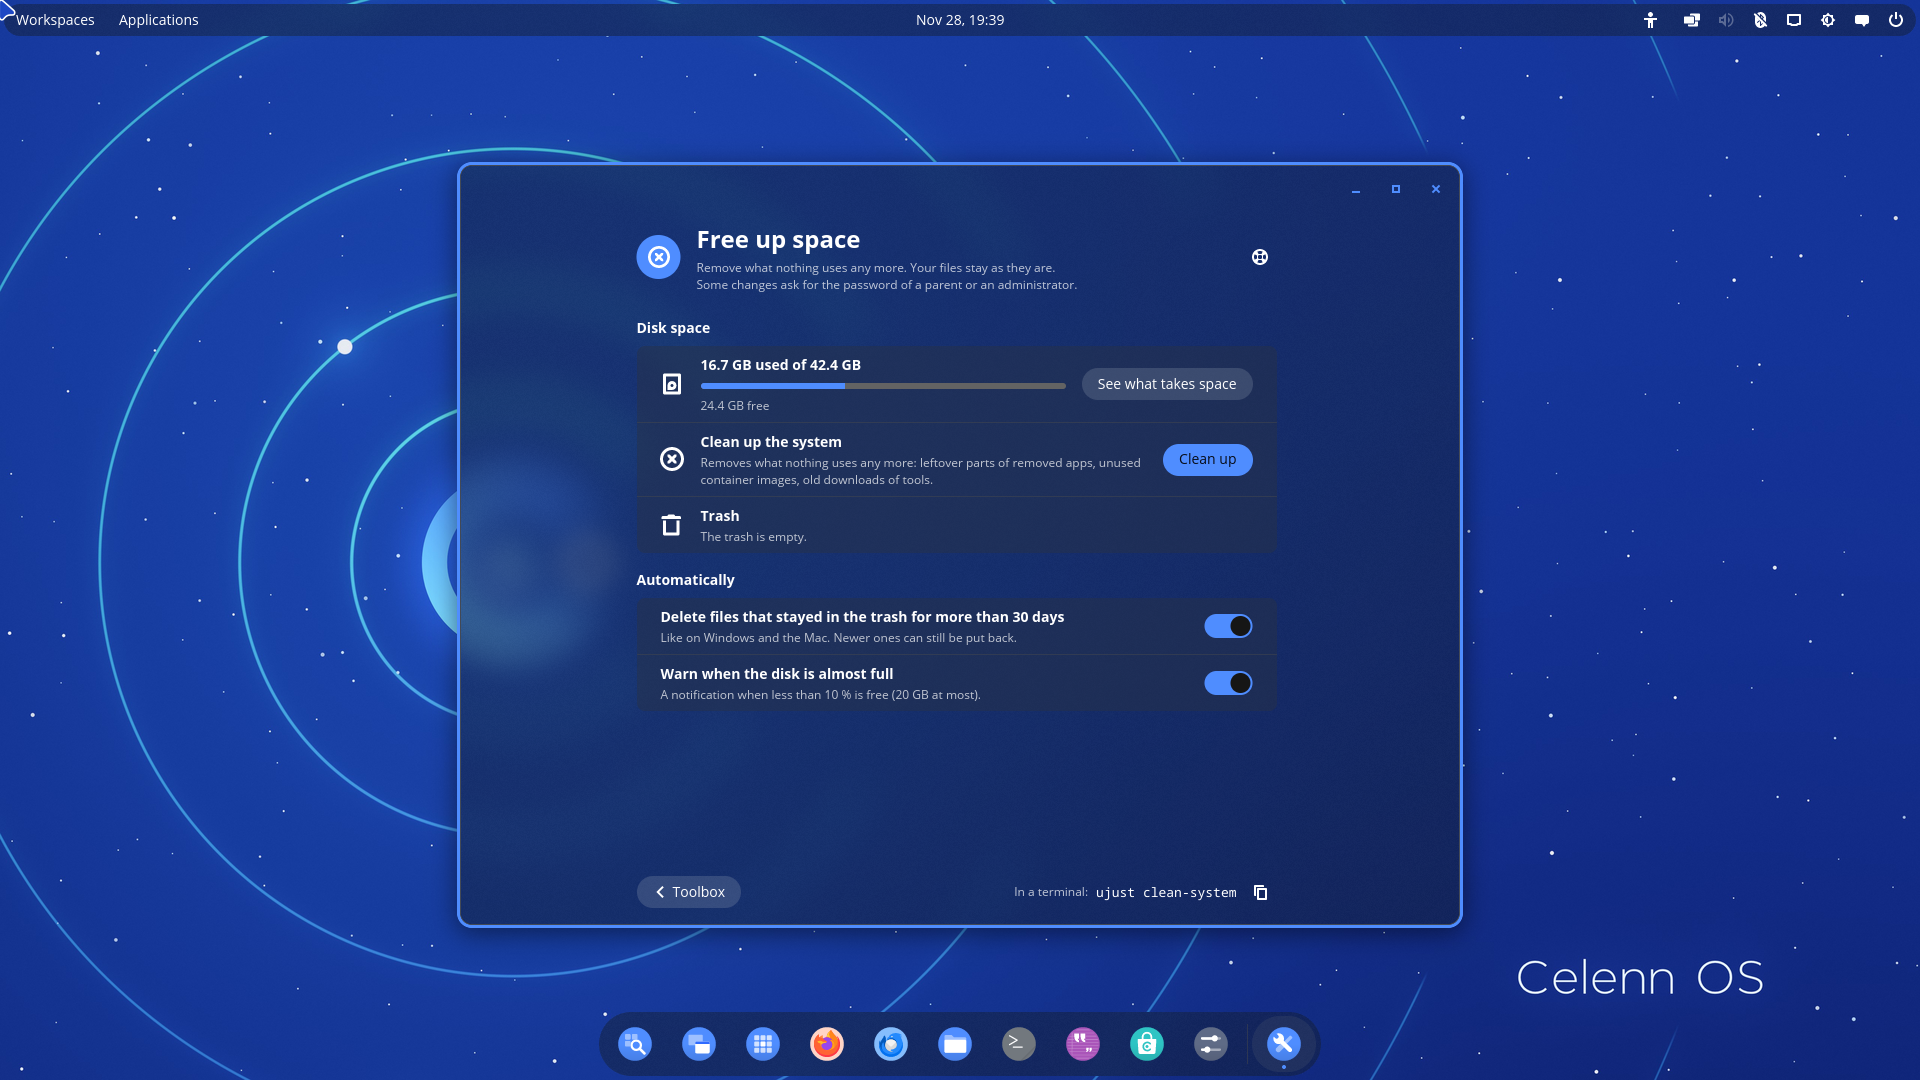 Workspaces
Applications
Nov 28, 19:39
Free up space
Remove what nothing uses any more. Your files stay as they are.
Some changes ask for the password of a parent or an administrator.
Disk space
16.7 GB used of 42.4 GB
24.4 GB free
See what takes space
Clean up the system
Removes what nothing uses any more: leftover parts of removed apps, unused
container images, old downloads of tools.
Clean up
Trash
The trash is empty.
Automatically
Delete files that stayed in the trash for more than 30 days
Like on Windows and the Mac. Newer ones can still be put back.
Warn when the disk is almost full
A notification when less than 10 % is free (20 GB at most).
Toolbox
In a terminal: ujust clean-system
Celenn OS